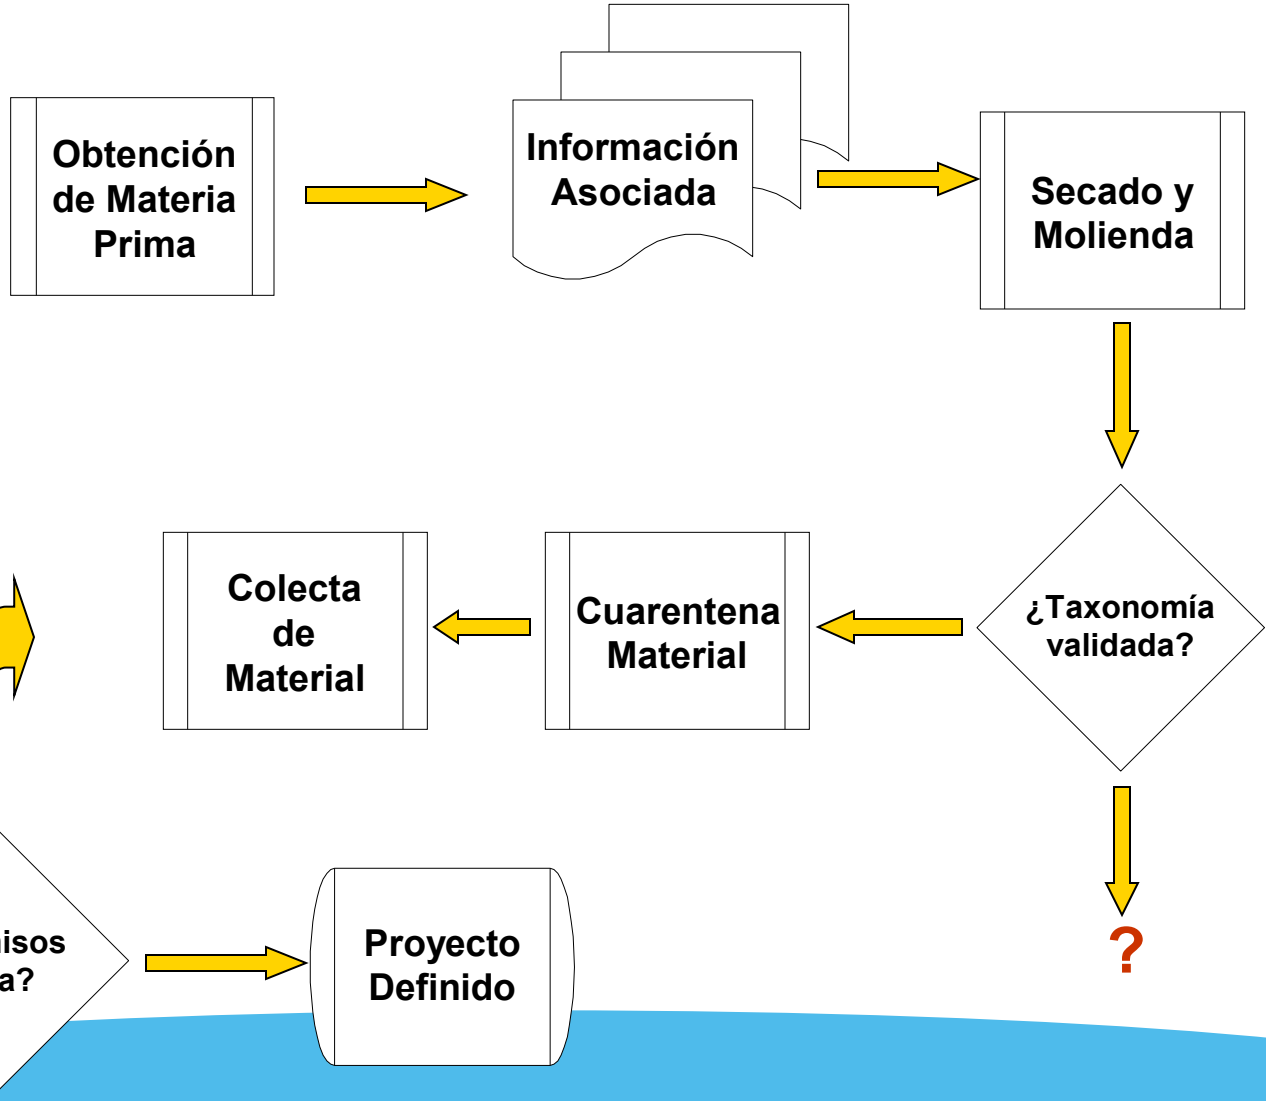 Obtención
de Materia
Prima
Información
Asociada
Secado y
Molienda
Colecta
de
Material
Cuarentena
Material
¿Taxonomía
validada?
Proyecto
Definido
?